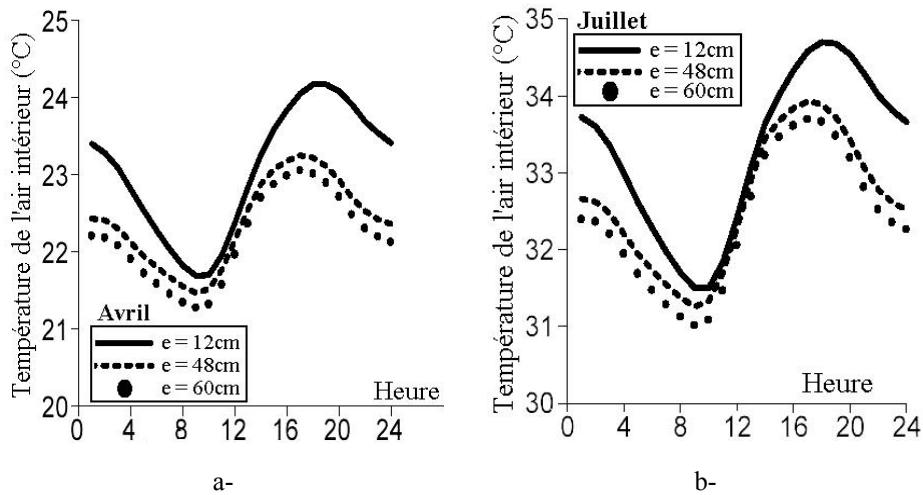 Température de l'air intérieur (°C)
25
24
23
22
21
20
Avril
e = 12cm
e = 48cm
e = 60cm
Heure
0 4 8 12 16 20 24
a-
Température de l'air intérieur (°C)
35
34
33
32
31
30
Juillet
e = 12cm
e = 48cm
e = 60cm
Heure
0 4 8 12 16 20 24
b-